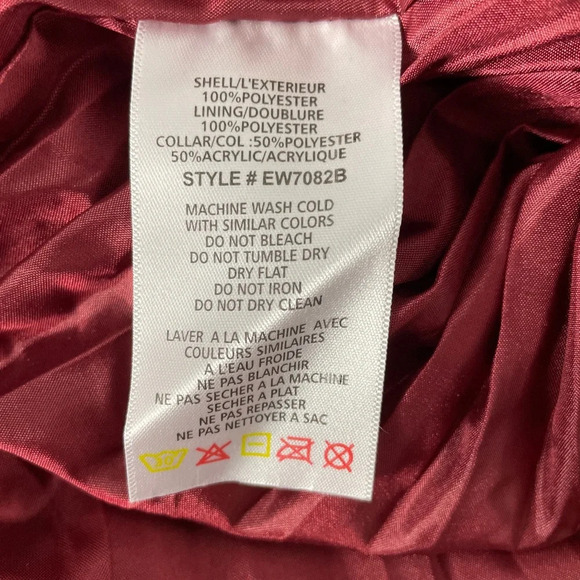 SHELL/L'EXTERIEUR
100%POLYESTER
LINING/DOUBLURE
100%POLYESTER
COLLAR/COL :50%POLYESTER
50%ACRYLIC/ACRYLIQUE
STYLE # EW7082B
MACHINE WASH COLD
WITH SIMILAR COLORS
DO NOT BLEACH
DO NOT TUMBLE DRY
DRY FLAT
DO NOT IRON
DO NOT DRY CLEAN
LAVER A LA MACHINE AVEC
COULEURS SIMILAIRES
A L'EAU FROIDE
NE PAS BLANCHIR
NE PAS SECHER A LA MACHINE
SECHER A PLAT
NE PAS REPASSER
NE PAS NETTOYER A SAC
30